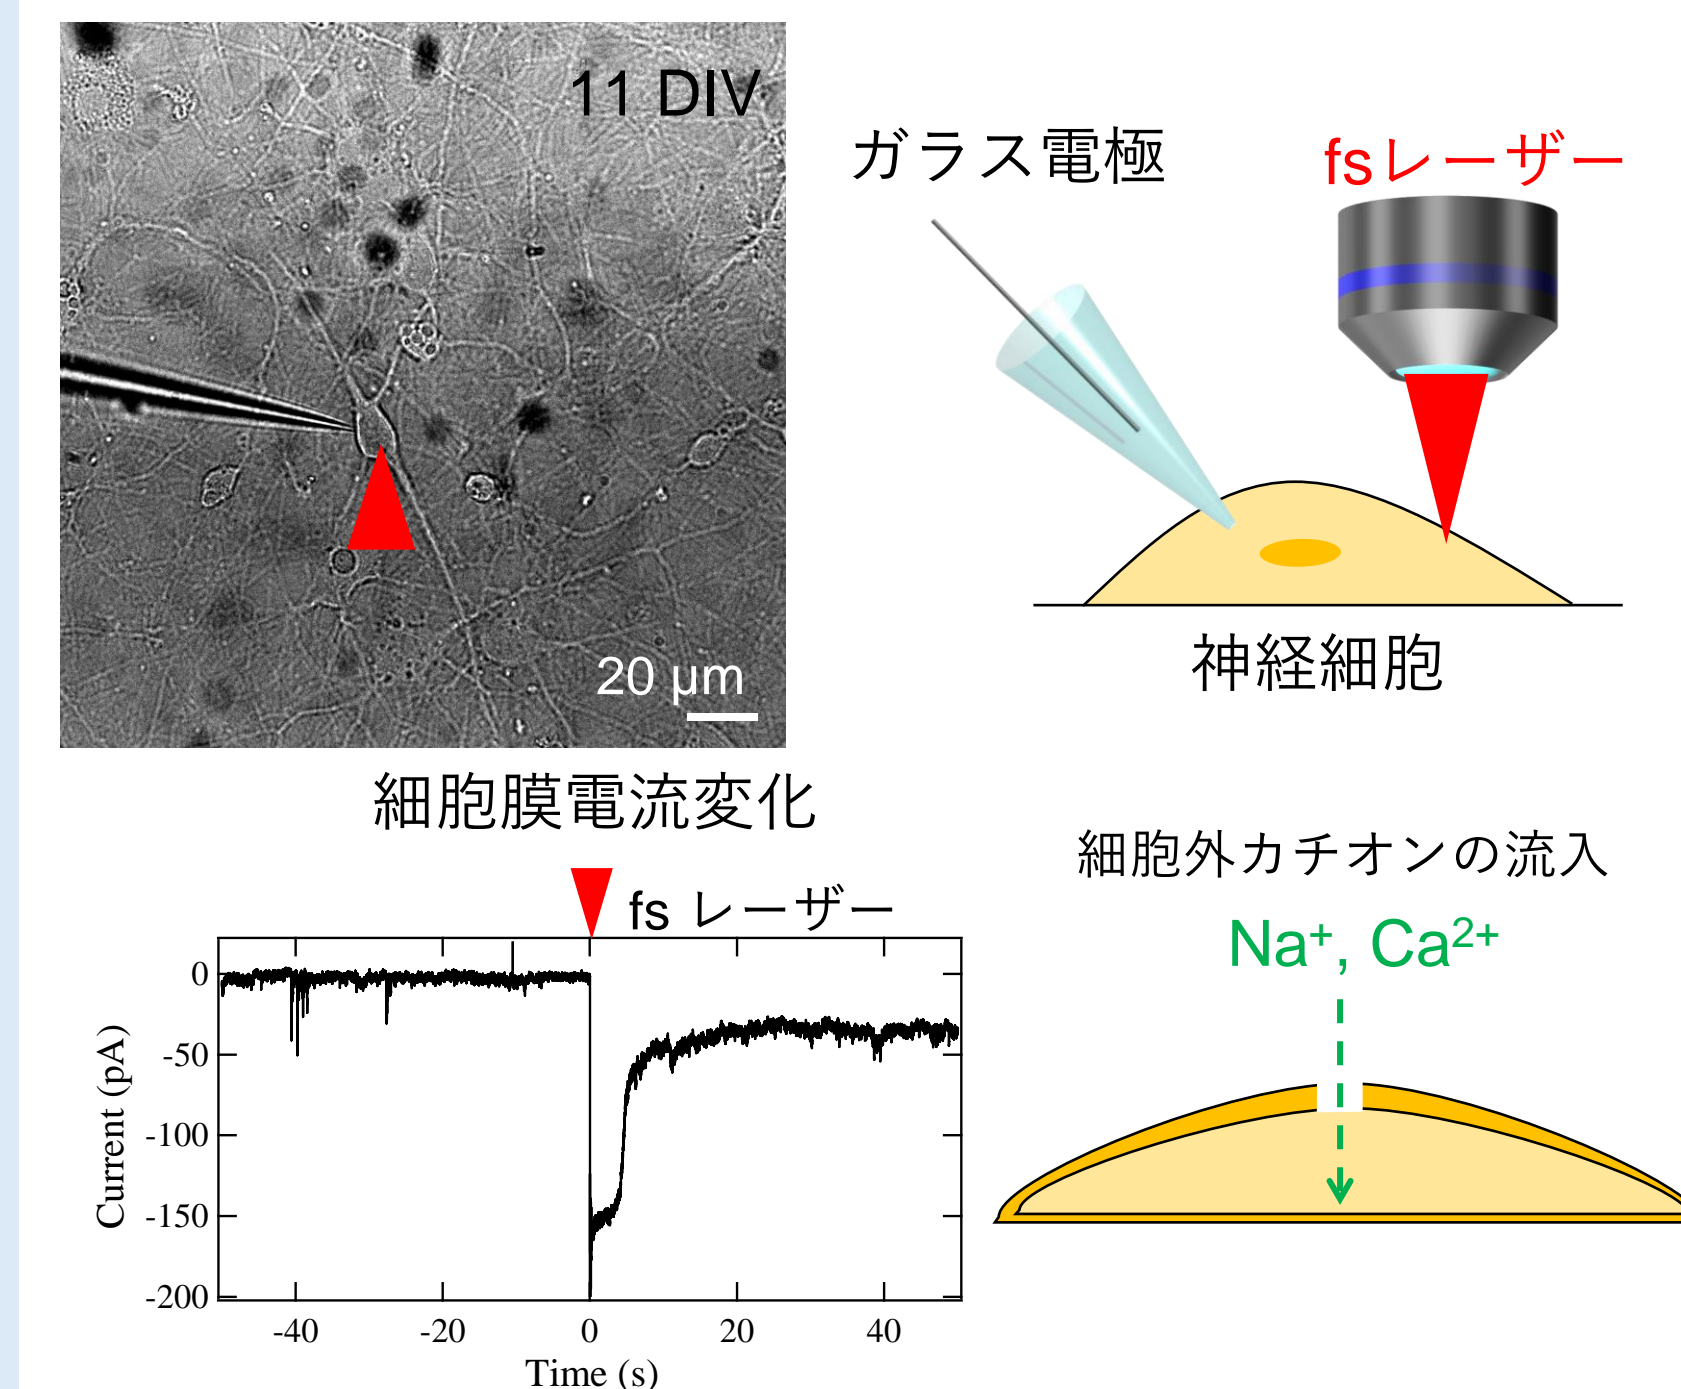 11 DIV
20 μm
ガラス電極
fsレーザー
神経細胞
細胞膜電流変化
fs レーザー
0
-50
-100
-150
-200
Current (pA)
-40
-20
0
20
40
Time (s)
細胞外カチオンの流入
Na⁺, Ca²⁺